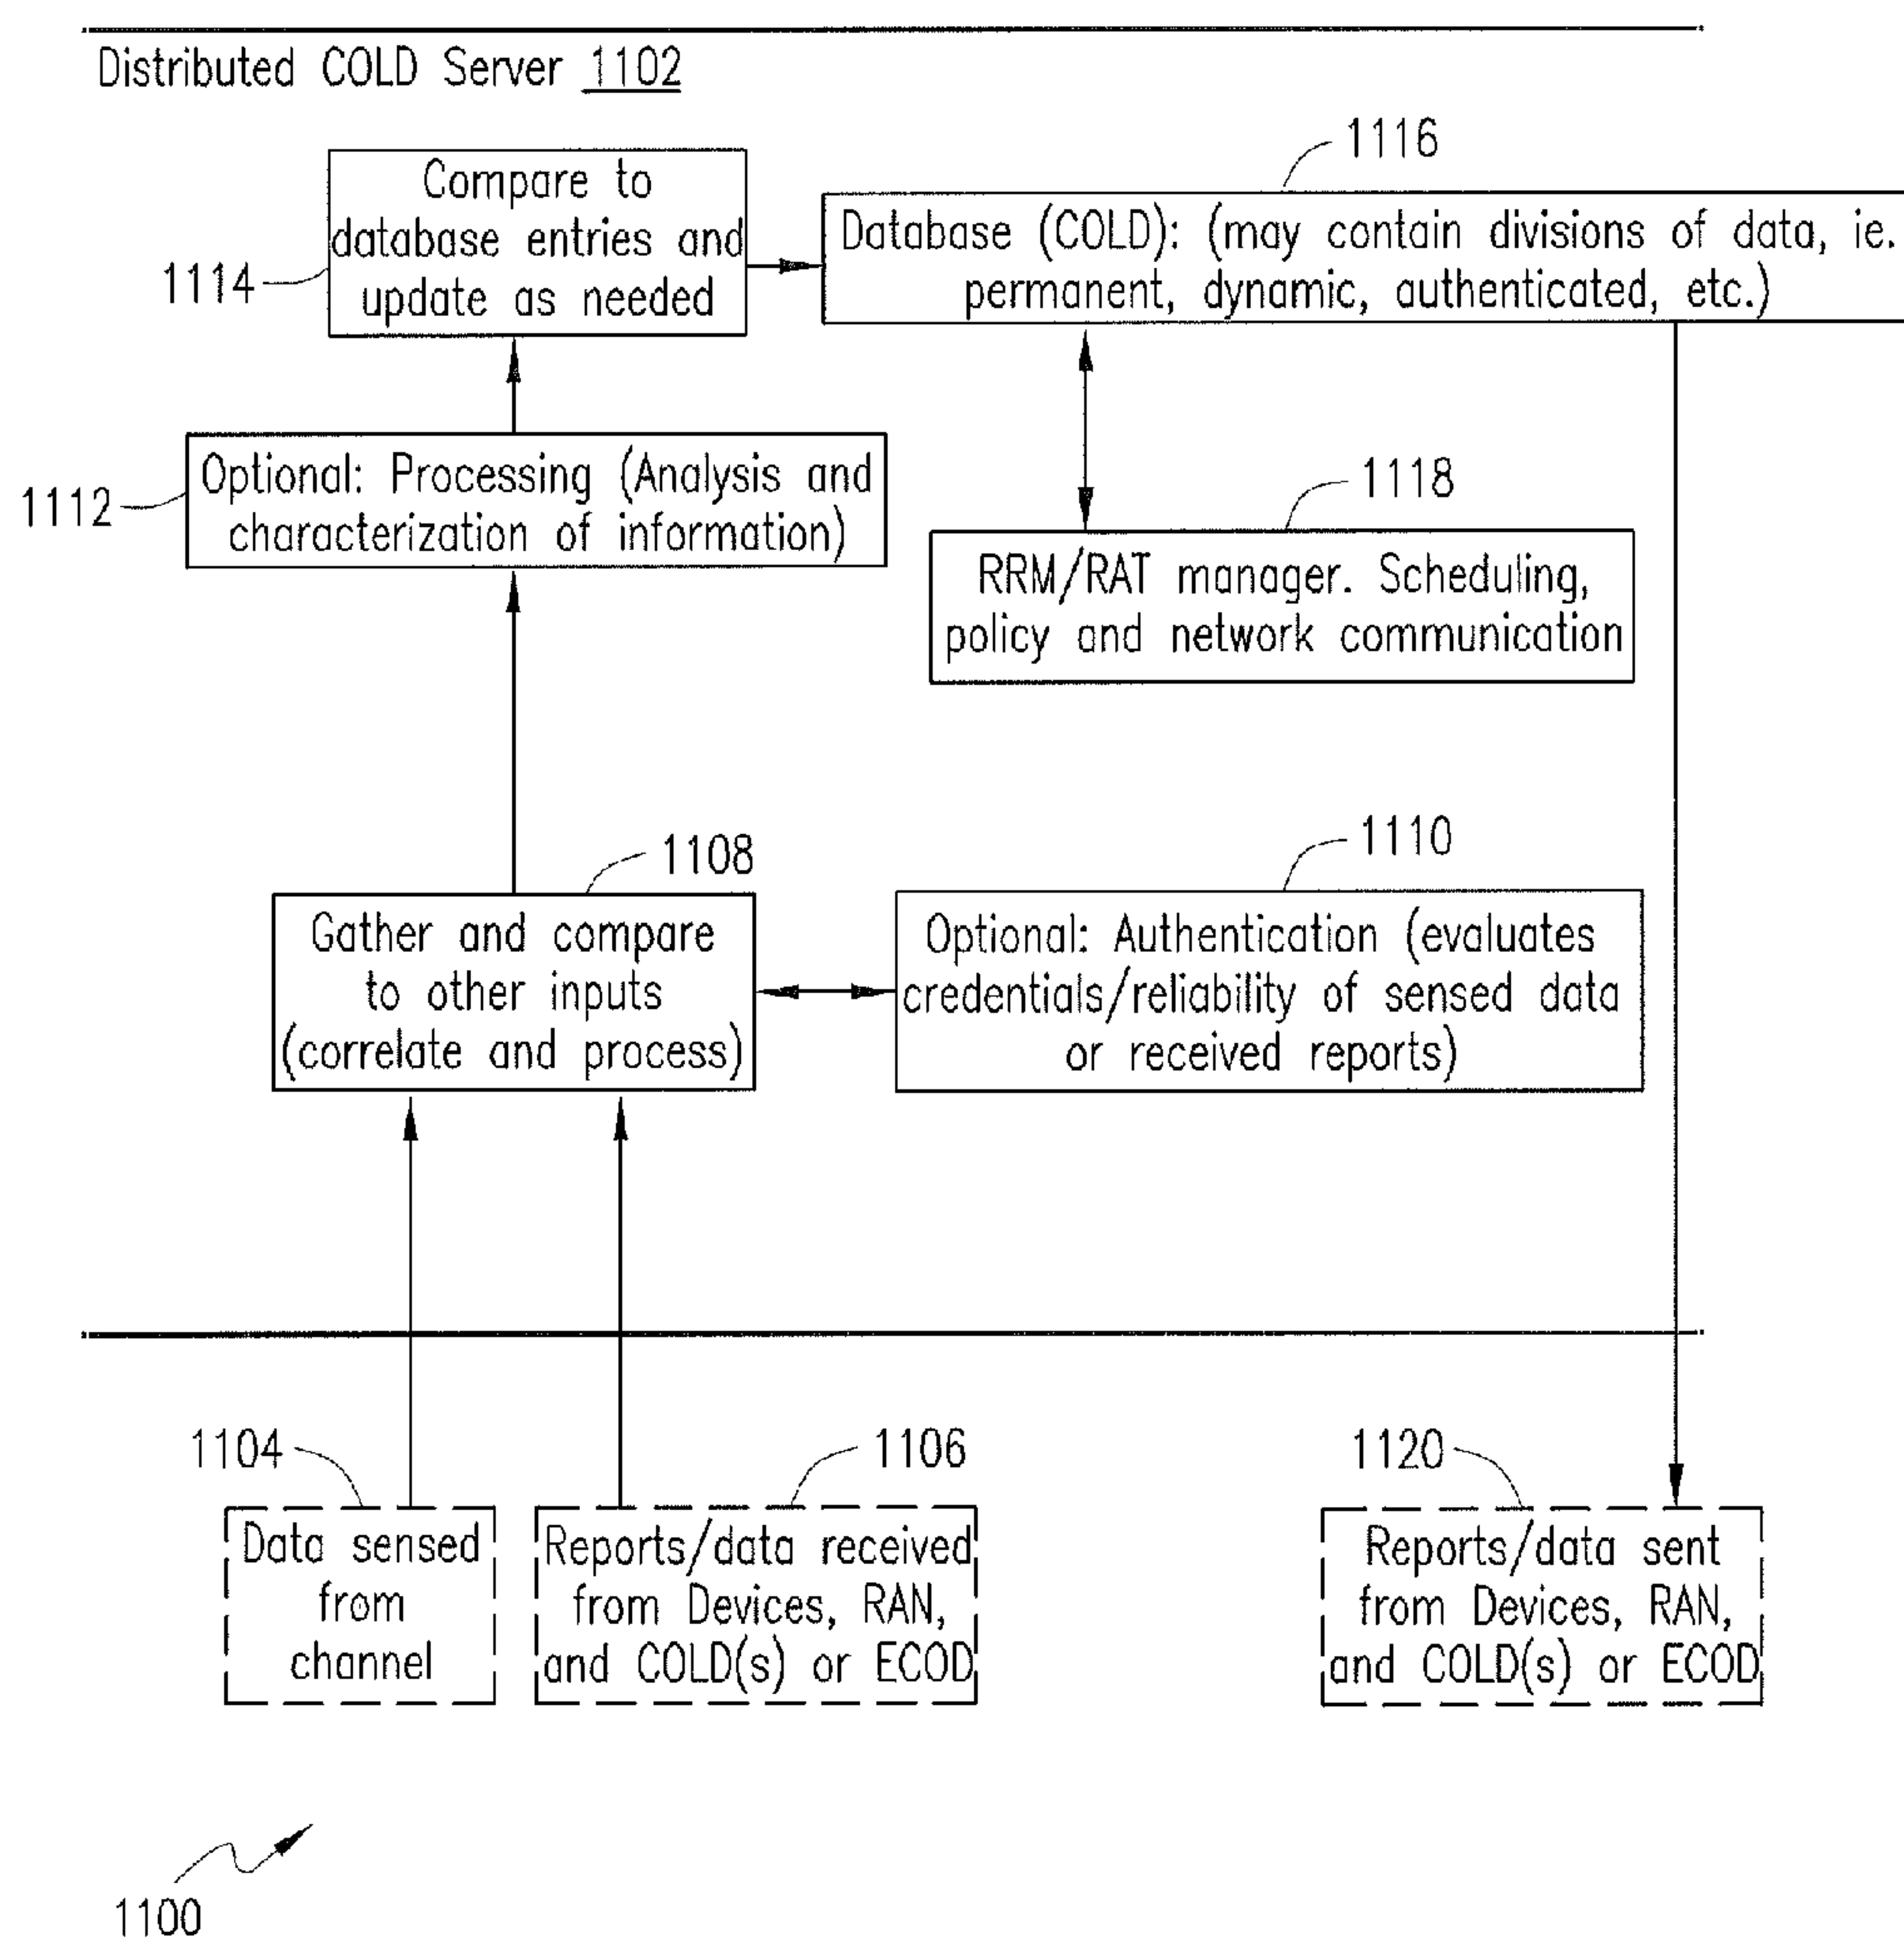 Distributed COLD Server 1102
1116
Compare to
database entries and
update as needed
1114
Database (COLD): (may contain divisions of data, ie.
permanent, dynamic, authenticated, etc.)
1112
Optional: Processing (Analysis and
characterization of information)
1118
RRM/RAT manager. Scheduling,
policy and network communication
1108
Gather and compare
to other inputs
(correlate and process)
1110
Optional: Authentication (evaluates
credentials/reliability of sensed data
or received reports)
1104
Data sensed
from
channel
1106
Reports/data received
from Devices, RAN,
and COLD(s) or ECOD
1120
Reports/data sent
from Devices, RAN,
and COLD(s) or ECOD
1100